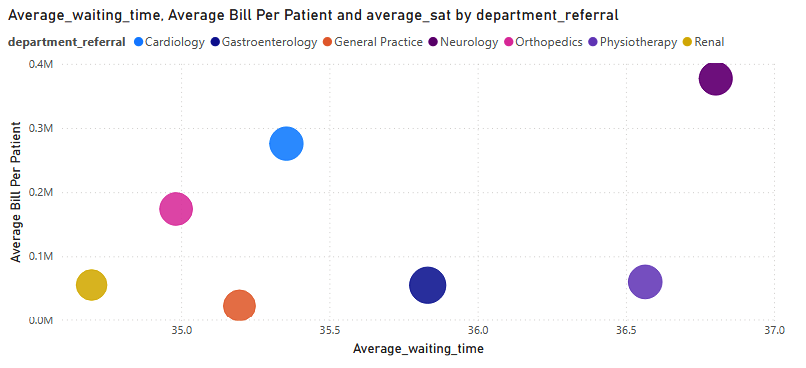 Average_waiting_time, Average Bill Per Patient and average_sat by department_referral
department_referral Cardiology Gastroenterology General Practice Neurology Orthopedics Physiotherapy Renal
0.4M
0.3M
0.2M
0.1M
0.0M
Average Bill Per Patient
35.0 35.5 36.0 36.5 37.0
Average_waiting_time